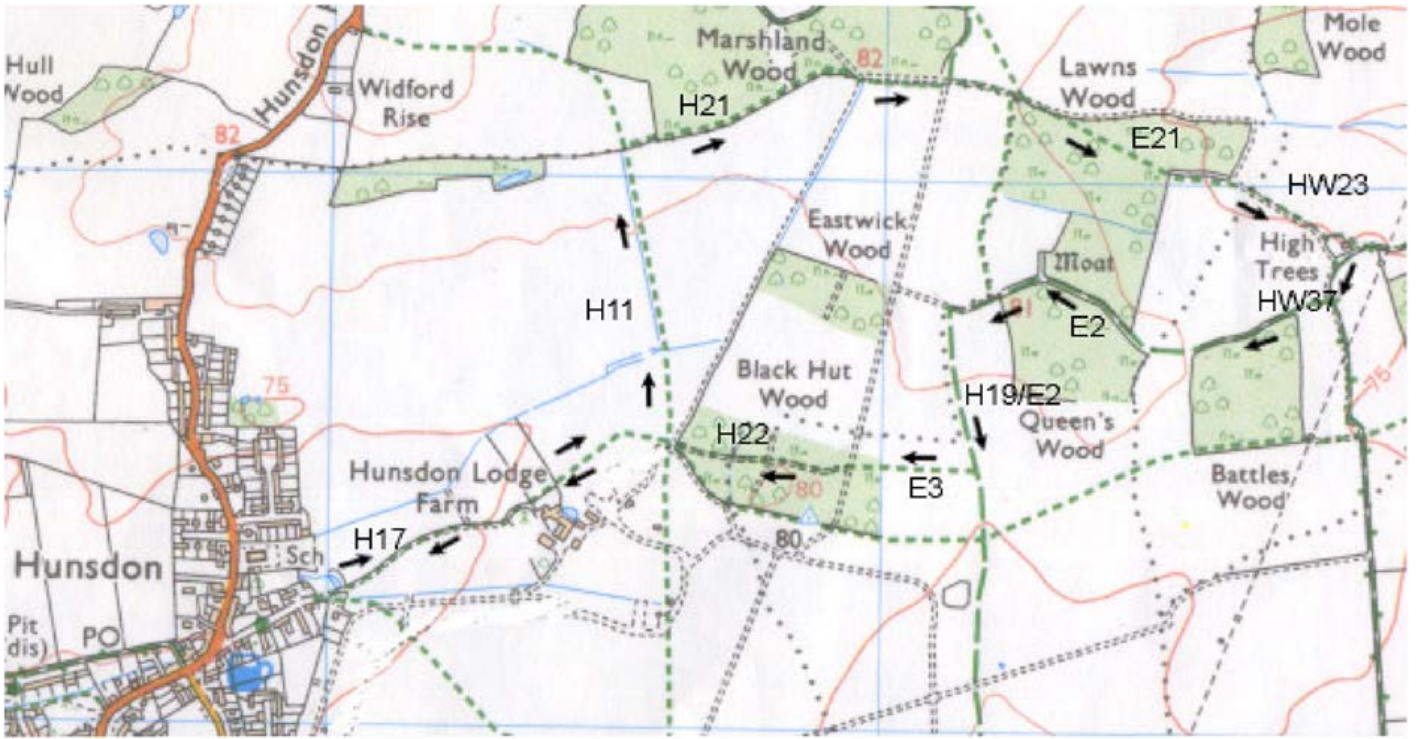 Hull
Wood
Hunsdon
Widford
Rise
82
Marshland
Wood
82
H21
Lawns
Wood
Mole
Wood
E21
HW23
Eastwick
Wood
Moat
High
Trees
HW37
81
E2
H11
75
Black Hut
Wood
H19/E2
Queen's
Wood
75
H22
Hunsdon Lodge
Farm
80
E3
Battles
Wood
H17
80
Sch
Hunsdon
Pit
dis)
PO